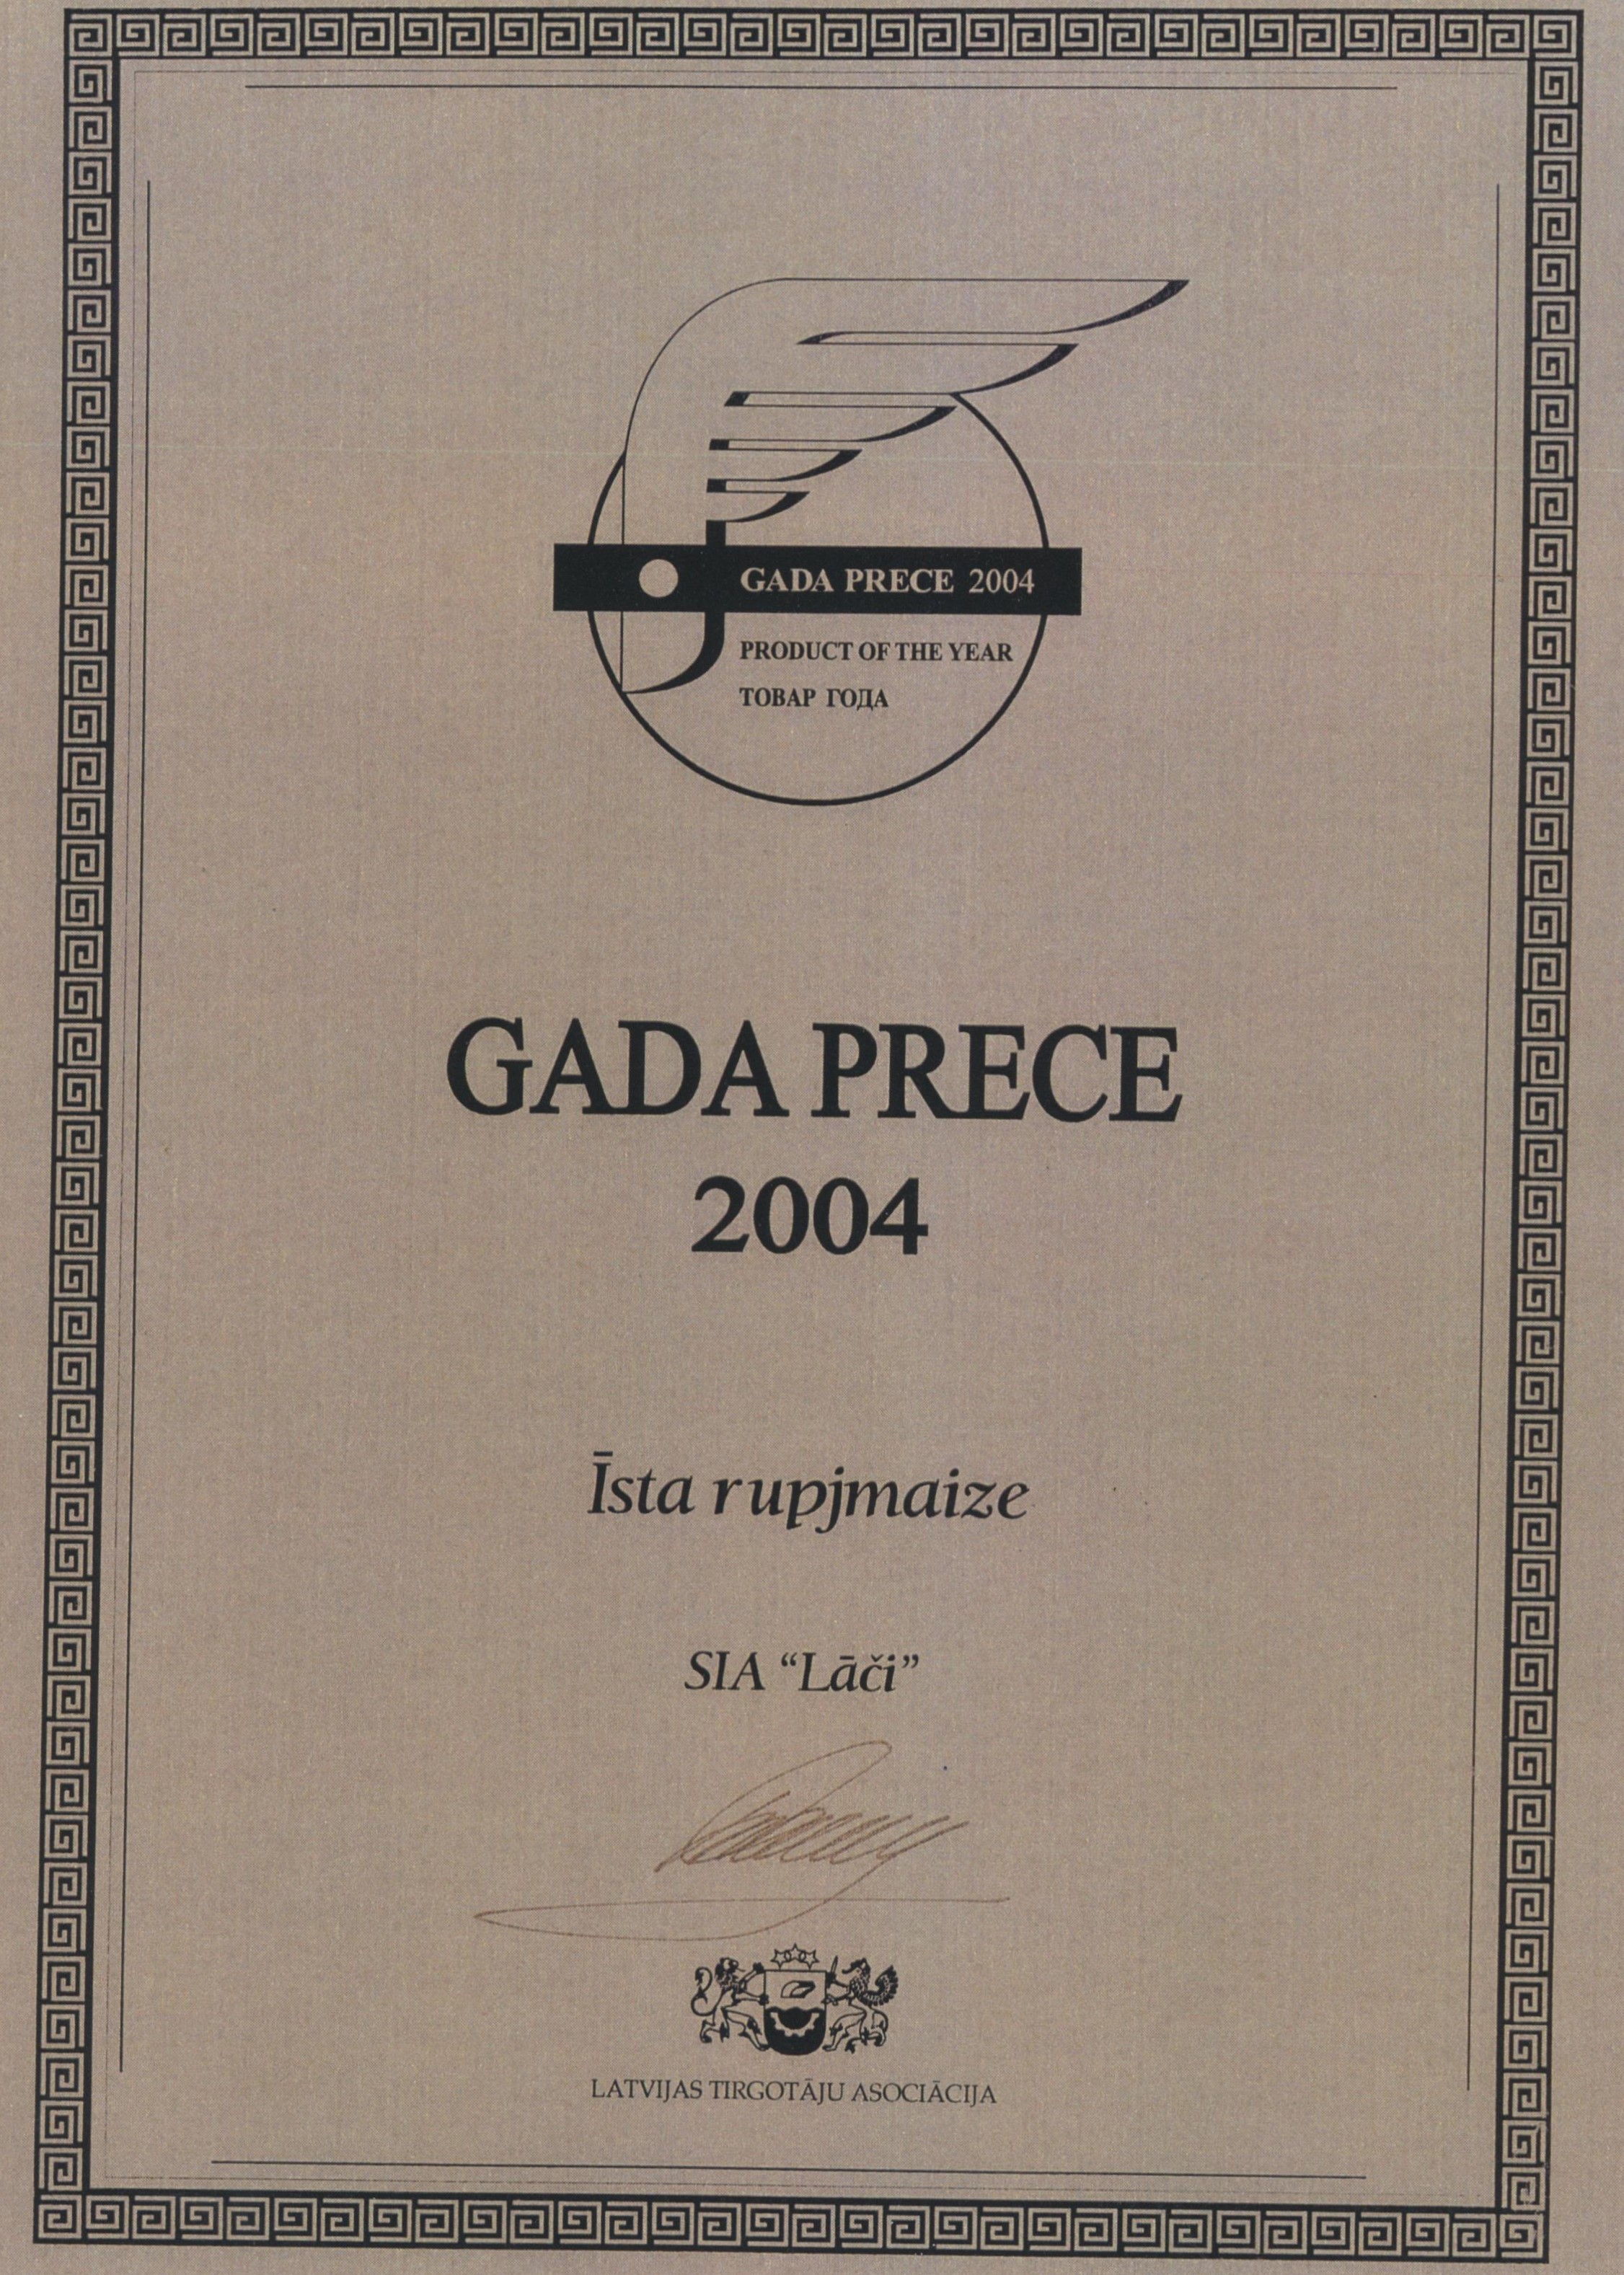 GADA PRECE 2004
PRODUCT OF THE YEAR
ТОВАР ГОДА
GADA PRECE
2004
Īsta rupjmaize
SIA “Lāči”
LATVIJAS TIRGOTĀJU ASOCIĀCIJA